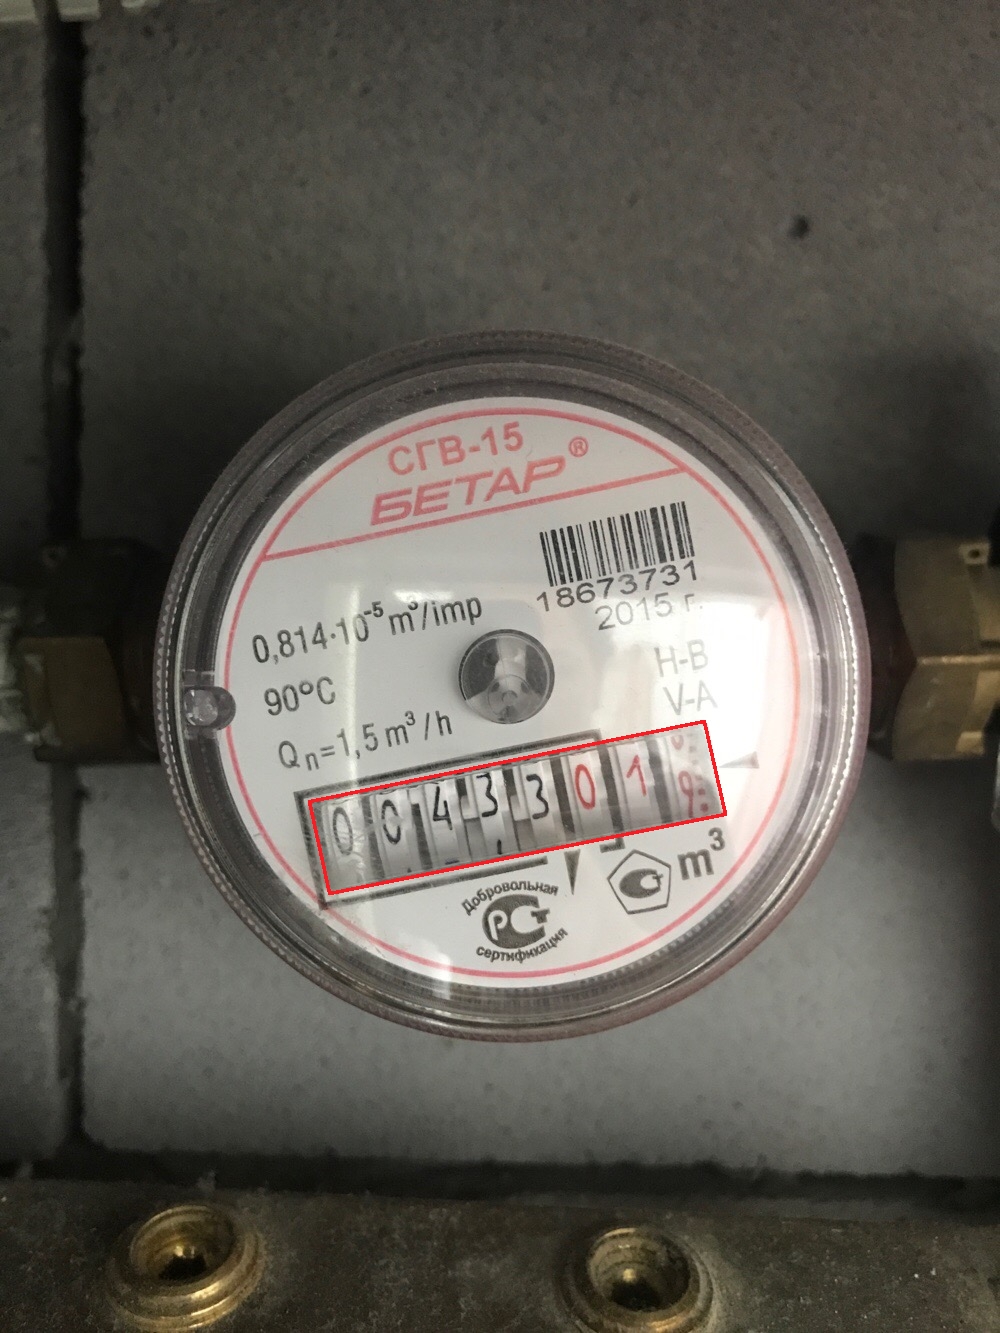 СГВ-15
БЕТАР®
18673731
2015 г.
0,814·10⁻⁵ m³/imp
90°C
H-B
V-A
Qn=1,5 m³/h
00433019
m³
Добровольная
РСТ
сертификация